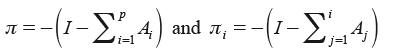 π = −(I − ∑_{i=1}^{p} A_i) and π_i = −(I − ∑_{j=1}^{i} A_j)